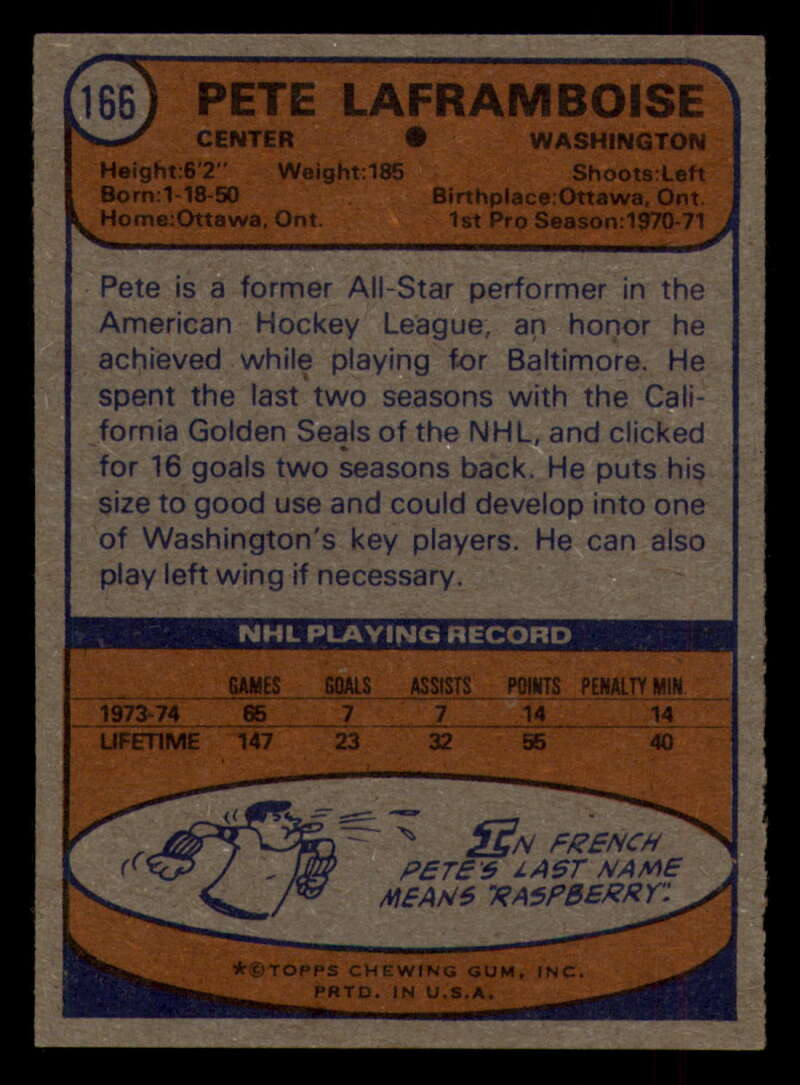 166
PETE LAFRAMBOISE
CENTER ● WASHINGTON
Height:6'2" Weight:185 Shoots:Left
Born:1-18-50 Birthplace:Ottawa, Ont.
Home:Ottawa, Ont. 1st Pro Season:1970-71
Pete is a former All-Star performer in the
American Hockey League, an honor he
achieved while playing for Baltimore. He
spent the last two seasons with the Cali-
fornia Golden Seals of the NHL, and clicked
for 16 goals two seasons back. He puts his
size to good use and could develop into one
of Washington's key players. He can also
play left wing if necessary.
NHL PLAYING RECORD
GAMES GOALS ASSISTS POINTS PENALTY MIN.
1973-74 65 7 7 14 14
LIFETIME 147 23 32 55 40
IN FRENCH
PETE'S LAST NAME
MEANS "RASPBERRY".
*©TOPPS CHEWING GUM, INC.
PRTD. IN U.S.A.